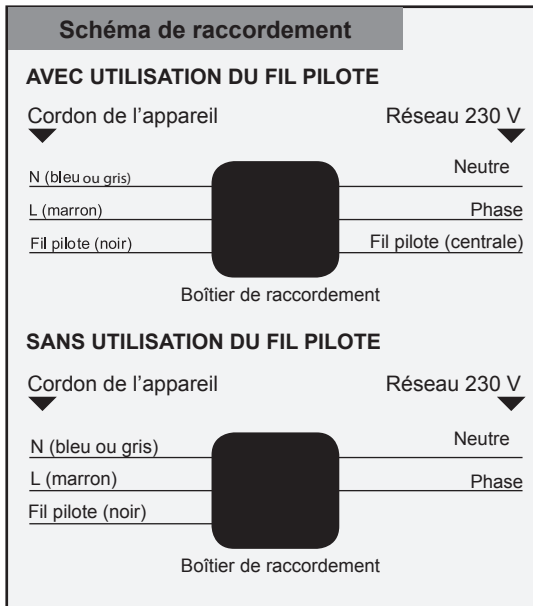 Schéma de raccordement
AVEC UTILISATION DU FIL PILOTE
Cordon de l'appareil
Réseau 230 V
N (bleu ou gris)
Neutre
L (marron)
Phase
Fil pilote (noir)
Fil pilote (centrale)
Boîtier de raccordement
SANS UTILISATION DU FIL PILOTE
Cordon de l'appareil
Réseau 230 V
N (bleu ou gris)
Neutre
L (marron)
Phase
Fil pilote (noir)
Boîtier de raccordement